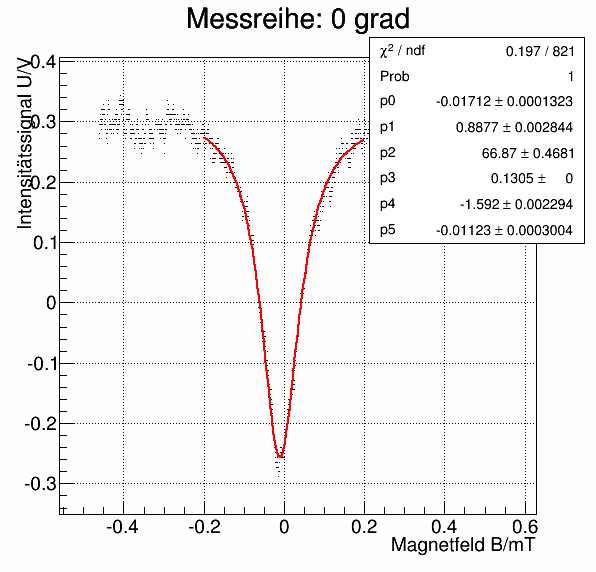 Messreihe: 0 grad
χ² / ndf 0.197 / 821
Prob 1
p0 -0.01712 ± 0.0001323
p1 0.8877 ± 0.002844
p2 66.87 ± 0.4681
p3 0.1305 ± 0
p4 -1.592 ± 0.002294
p5 -0.01123 ± 0.0003004
Intensitätssignal U/V
0.4
0.3
0.2
0.1
0
-0.1
-0.2
-0.3
-0.4 -0.2 0 0.2 0.4 0.6
Magnetfeld B/mT